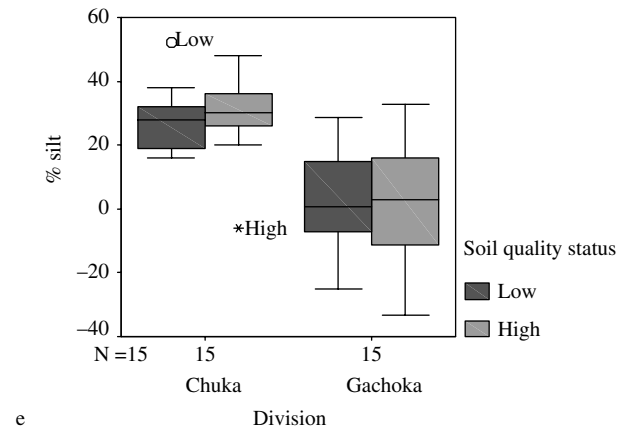 60
Low
40
20
% silt
0
High
Soil quality status
–20
Low
High
–40
N =15 15 15
Chuka Gachoka
e Division